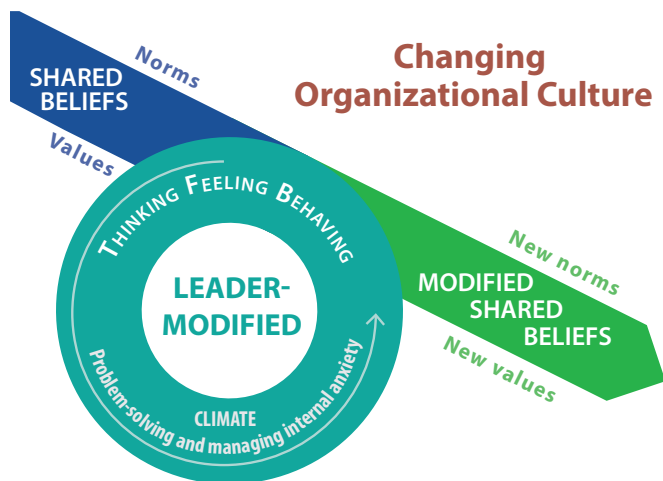 Changing
Organizational Culture
Norms
SHARED
BELIEFS
Values
THINKING FEELING BEHAVING
LEADER-
MODIFIED
CLIMATE
Problem-solving and managing internal anxiety
New norms
MODIFIED
SHARED
BELIEFS
New values